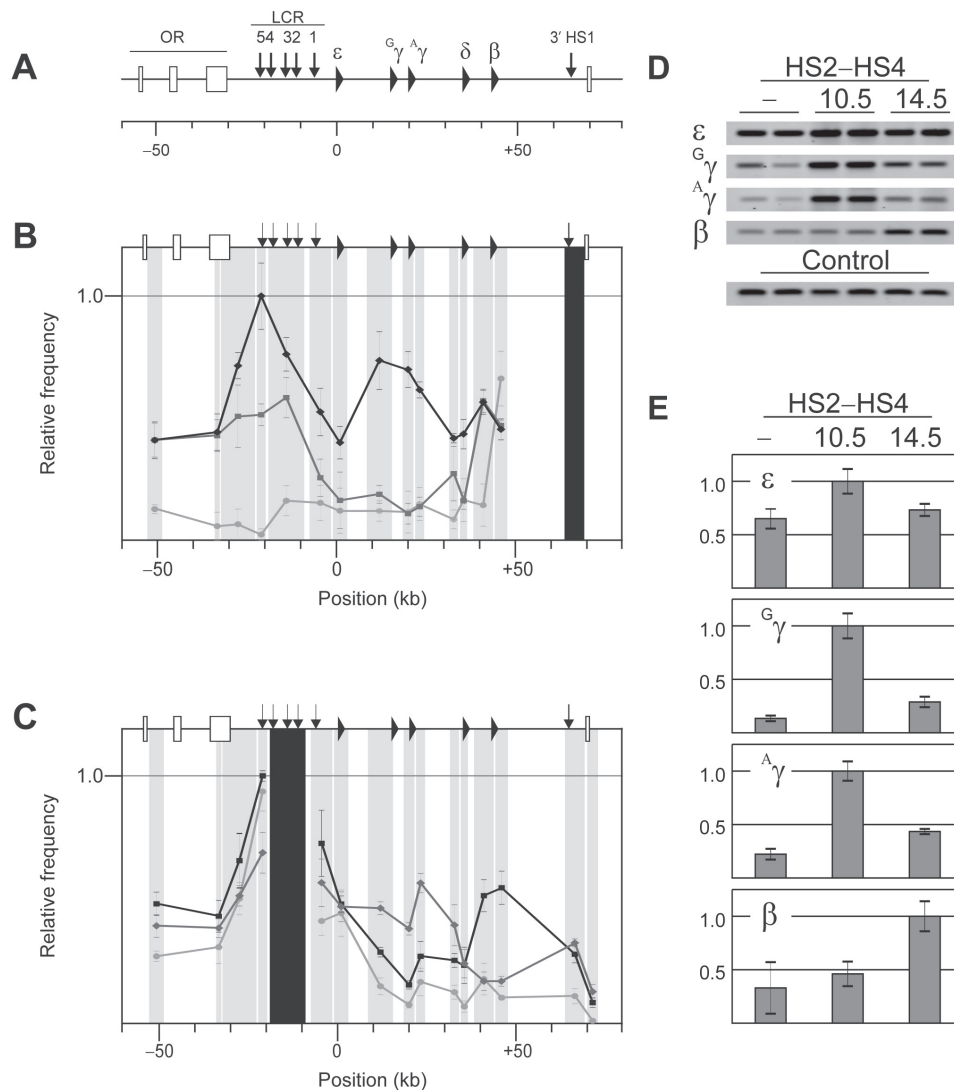 A
OR
LCR
54 32 1
ε
Gγ Aγ
δ
β
3′ HS1
−50 0 +50
B
1.0
Relative frequency
−50 0 +50
Position (kb)
C
1.0
Relative frequency
−50 0 +50
Position (kb)
D
HS2−HS4
− 10.5 14.5
ε
Gγ
Aγ
β
Control
E
HS2−HS4
− 10.5 14.5
ε
1.0
0.5
Gγ
1.0
0.5
Aγ
1.0
0.5
β
1.0
0.5